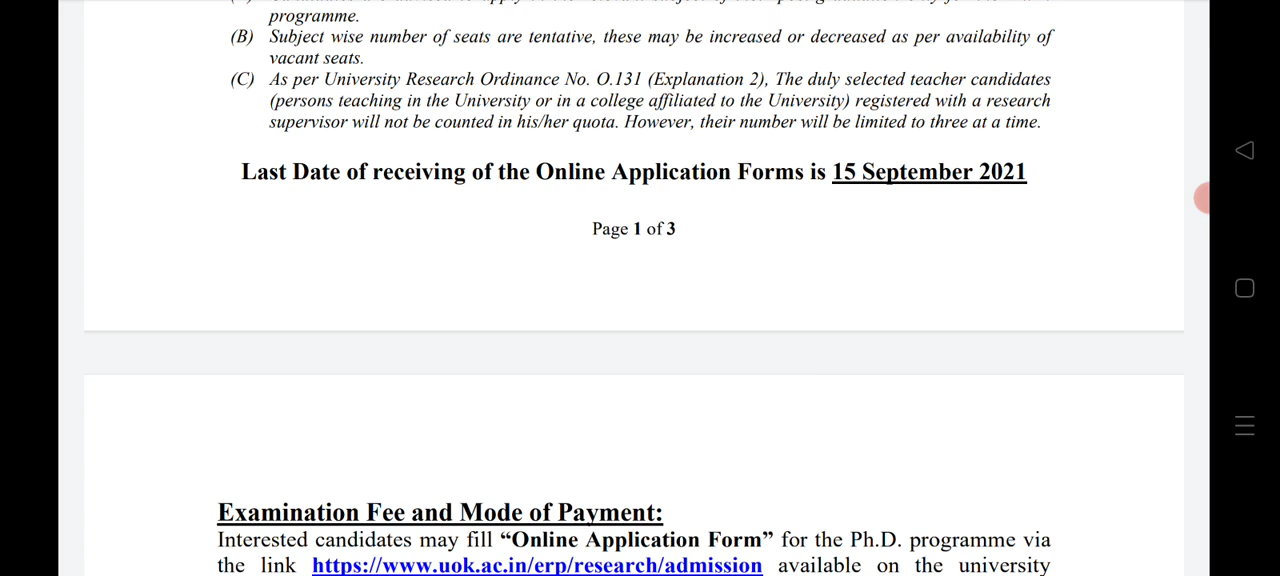 programme.
(B) Subject wise number of seats are tentative, these may be increased or decreased as per availability of
vacant seats.
(C) As per University Research Ordinance No. O.131 (Explanation 2), The duly selected teacher candidates
(persons teaching in the University or in a college affiliated to the University) registered with a research
supervisor will not be counted in his/her quota. However, their number will be limited to three at a time.
Last Date of receiving of the Online Application Forms is 15 September 2021
Page 1 of 3
Examination Fee and Mode of Payment:
Interested candidates may fill “Online Application Form” for the Ph.D. programme via
the link https://www.uok.ac.in/erp/research/admission available on the university